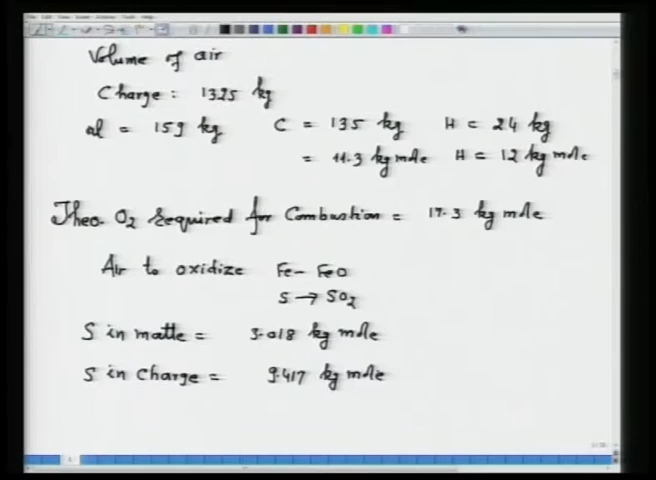 Volume of air
Charge: 1325 kg
oil = 159 kg C = 135 kg H = 24 kg
= 11.3 kg mole H = 12 kg mole
Theo. O2 required for Combustion = 17.3 kg mole
Air to oxidize Fe - FeO
S → SO2
S in matte = 3.018 kg mole
S in Charge = 9.417 kg mole